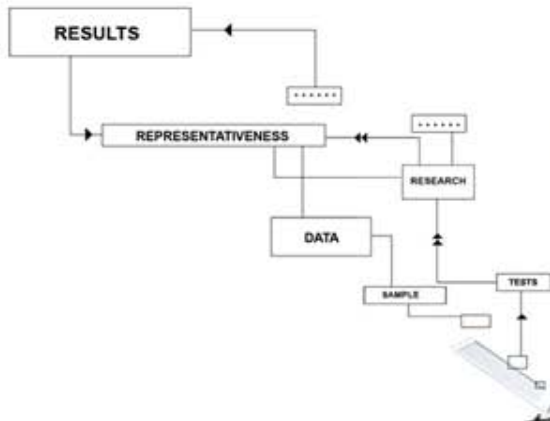 RESULTS
REPRESENTATIVENESS
RESEARCH
DATA
TESTS
SAMPLE